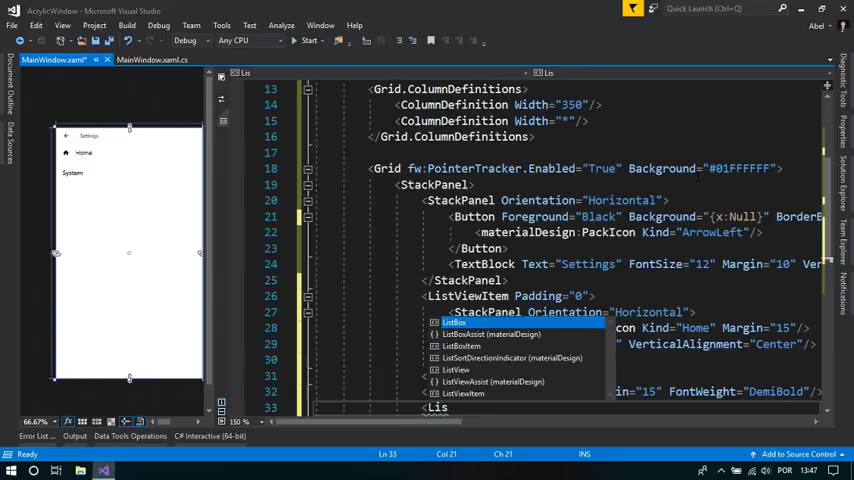 AcrylicWindow - Microsoft Visual Studio
Quick Launch (Ctrl+Q)
File Edit View Project Build Debug Team Tools Test Analyze Window Help
Abel
Debug Any CPU Start
MainWindow.xaml* MainWindow.xaml.cs
Document Outline
Data Sources
Settings
Home
System
Lis Lis
13 <Grid.ColumnDefinitions>
14 <ColumnDefinition Width="350"/>
15 <ColumnDefinition Width="*"/>
16 </Grid.ColumnDefinitions>
17
18 <Grid fw:PointerTracker.Enabled="True" Background="#01FFFFFF">
19 <StackPanel>
20 <StackPanel Orientation="Horizontal">
21 <Button Foreground="Black" Background="{x:Null}" BorderB
22 <materialDesign:PackIcon Kind="ArrowLeft"/>
23 </Button>
24 <TextBlock Text="Settings" FontSize="12" Margin="10" Ver
25 </StackPanel>
26 <ListViewItem Padding="0">
27 <StackPanel Orientation="Horizontal">
28 con Kind="Home" Margin="15"/>
29 " VerticalAlignment="Center"/>
30
31 <
32 < in="15" FontWeight="DemiBold"/>
33 <Lis
ListBox
ListBoxAssist (materialDesign)
ListBoxItem
ListSortDirectionIndicator (materialDesign)
ListView
ListViewAssist (materialDesign)
ListViewItem
Diagnostic Tools
Properties
Solution Explorer
Team Explorer
Notifications
66.67% fx
150 %
Error List ... Output Data Tools Operations C# Interactive (64-bit)
Ready Ln 33 Col 21 Ch 21 INS Add to Source Control
POR 13:47